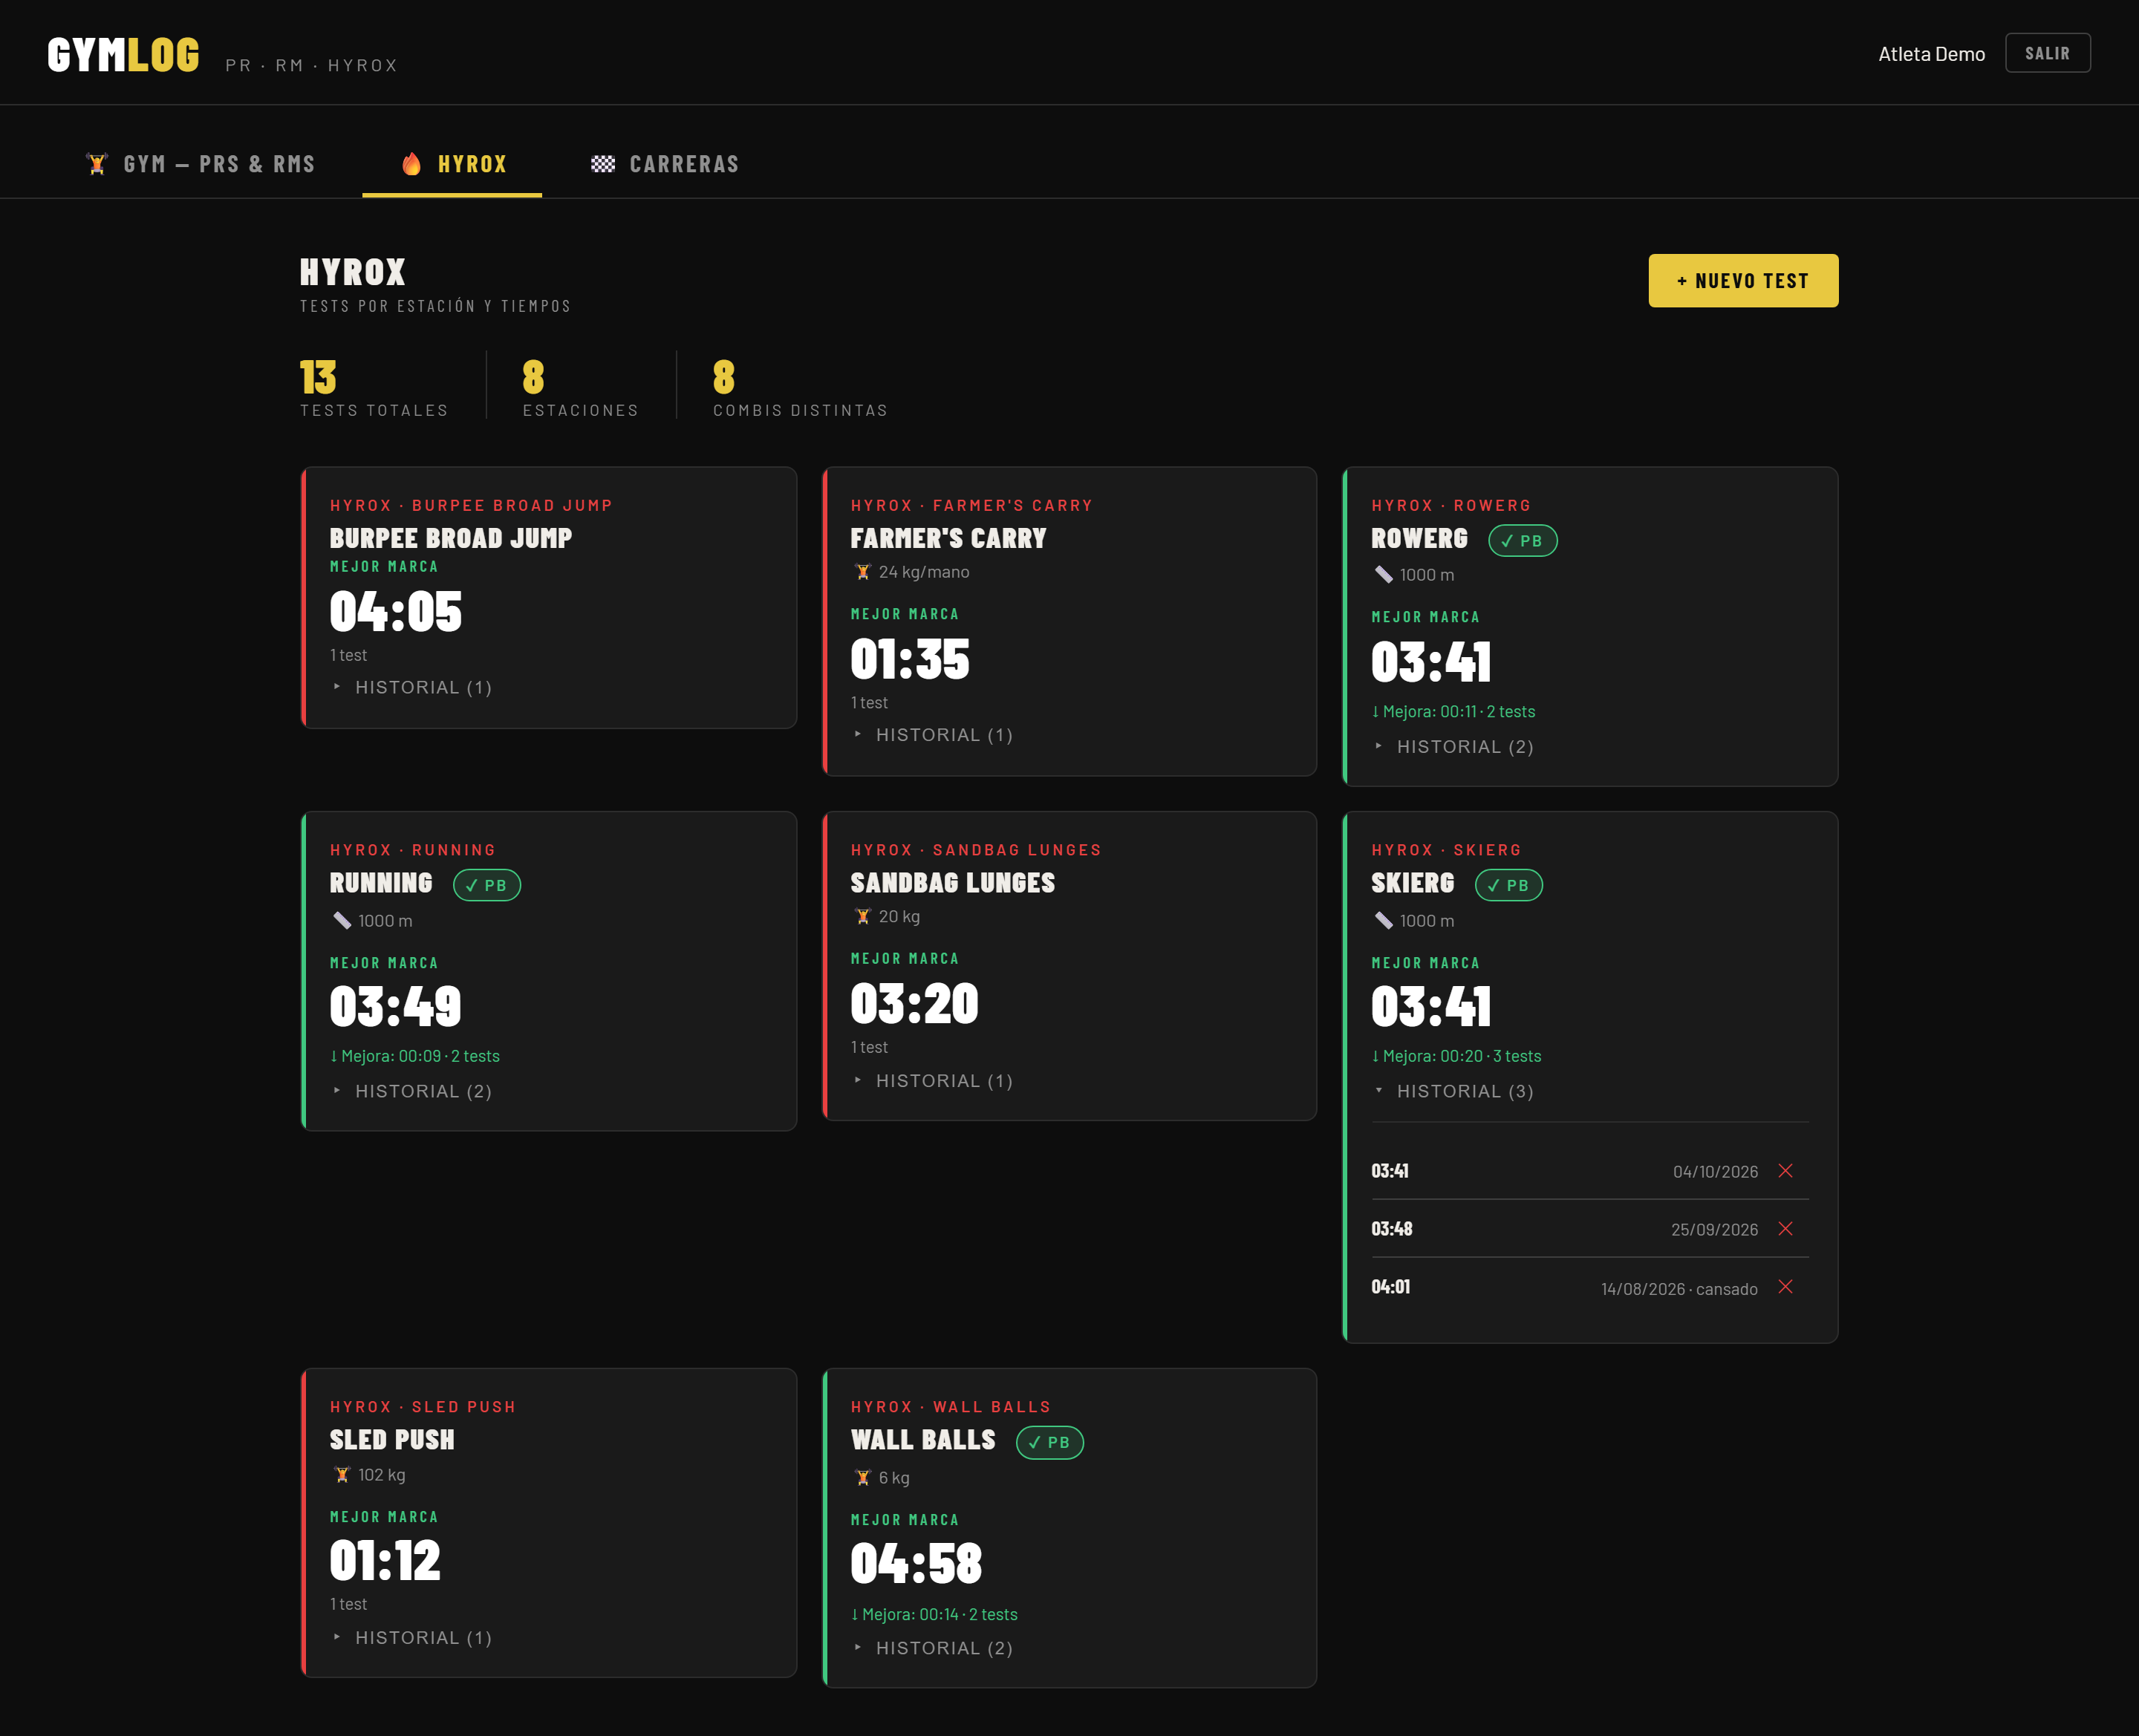 GYMLOG PR · RM · HYROX
Atleta Demo SALIR
GYM — PRS & RMS HYROX CARRERAS
HYROX
TESTS POR ESTACIÓN Y TIEMPOS
+ NUEVO TEST
13 8 8
TESTS TOTALES ESTACIONES COMBIS DISTINTAS
HYROX · BURPEE BROAD JUMP
BURPEE BROAD JUMP
MEJOR MARCA
04:05
1 test
HISTORIAL (1)
HYROX · FARMER'S CARRY
FARMER'S CARRY
24 kg/mano
MEJOR MARCA
01:35
1 test
HISTORIAL (1)
HYROX · ROWERG
ROWERG ✓ PB
1000 m
MEJOR MARCA
03:41
↓ Mejora: 00:11 · 2 tests
HISTORIAL (2)
HYROX · RUNNING
RUNNING ✓ PB
1000 m
MEJOR MARCA
03:49
↓ Mejora: 00:09 · 2 tests
HISTORIAL (2)
HYROX · SANDBAG LUNGES
SANDBAG LUNGES
20 kg
MEJOR MARCA
03:20
1 test
HISTORIAL (1)
HYROX · SKIERG
SKIERG ✓ PB
1000 m
MEJOR MARCA
03:41
↓ Mejora: 00:20 · 3 tests
HISTORIAL (3)
03:41 04/10/2026
03:48 25/09/2026
04:01 14/08/2026 · cansado
HYROX · SLED PUSH
SLED PUSH
102 kg
MEJOR MARCA
01:12
1 test
HISTORIAL (1)
HYROX · WALL BALLS
WALL BALLS ✓ PB
6 kg
MEJOR MARCA
04:58
↓ Mejora: 00:14 · 2 tests
HISTORIAL (2)